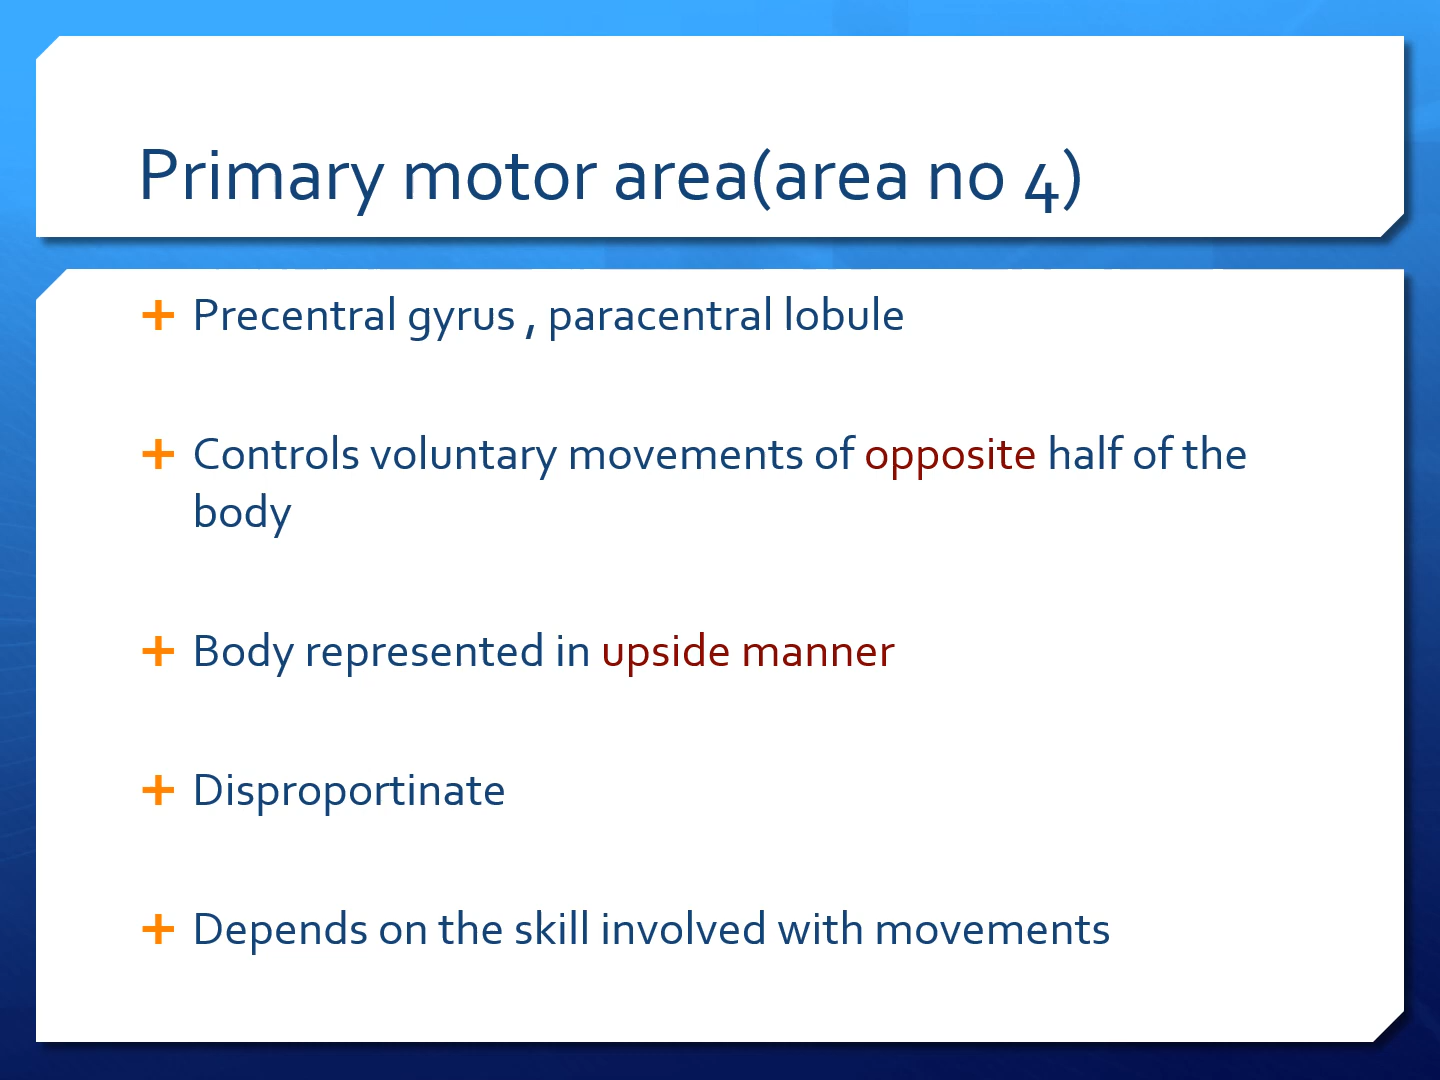 Primary motor area(area no 4)
+ Precentral gyrus , paracentral lobule
+ Controls voluntary movements of opposite half of the
body
+ Body represented in upside manner
+ Disproportinate
+ Depends on the skill involved with movements